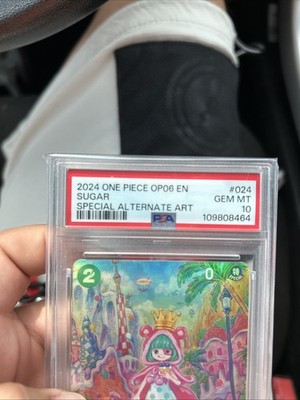 2024 ONE PIECE OP06 EN #024
SUGAR GEM MT
SPECIAL ALTERNATE ART 10
PSA 109808464
2 0